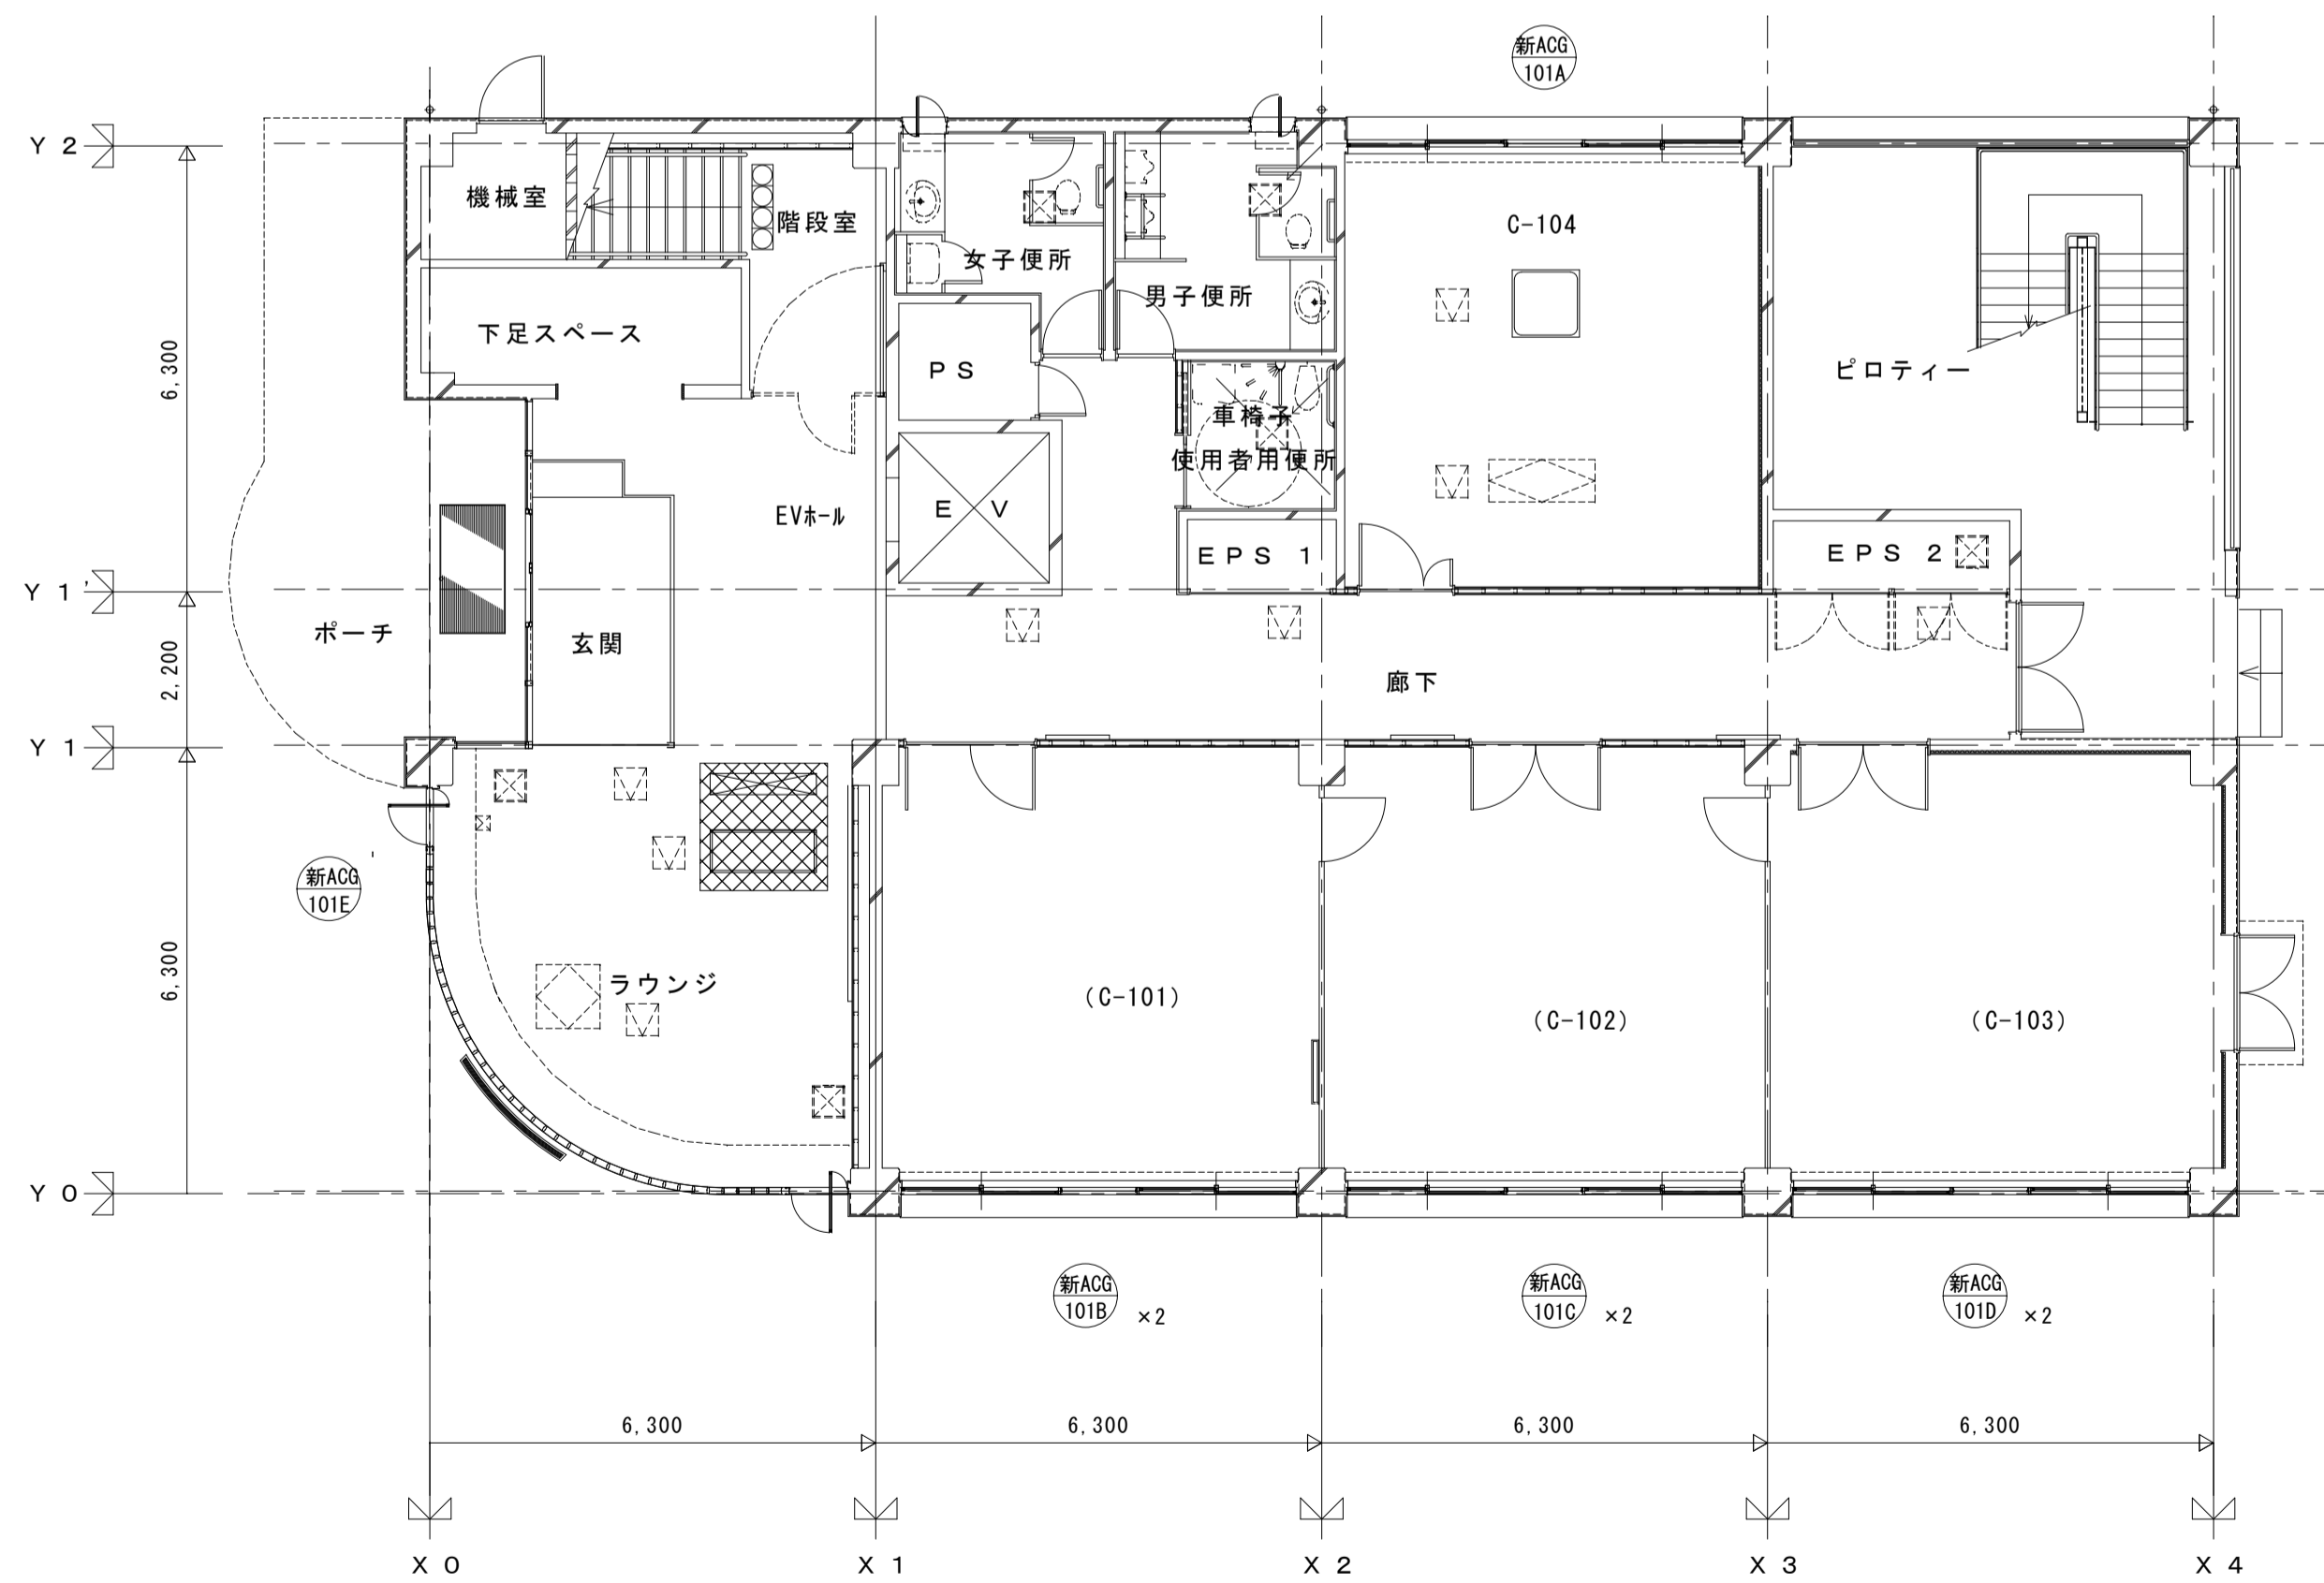 新ACG
101A
Y 2
機械室
階段室
C-104
女子便所
男子便所
下足スペース
6,300
PS
ピロティー
車椅子
使用者用便所
EV
EVホール
EPS 1
EPS 2
Y 1'
ポーチ
玄関
2,200
廊下
Y 1
新ACG
101E
6,300
ラウンジ
(C-101)
(C-102)
(C-103)
Y 0
新ACG
101B
×2
新ACG
101C
×2
新ACG
101D
×2
6,300
6,300
6,300
6,300
X 0
X 1
X 2
X 3
X 4